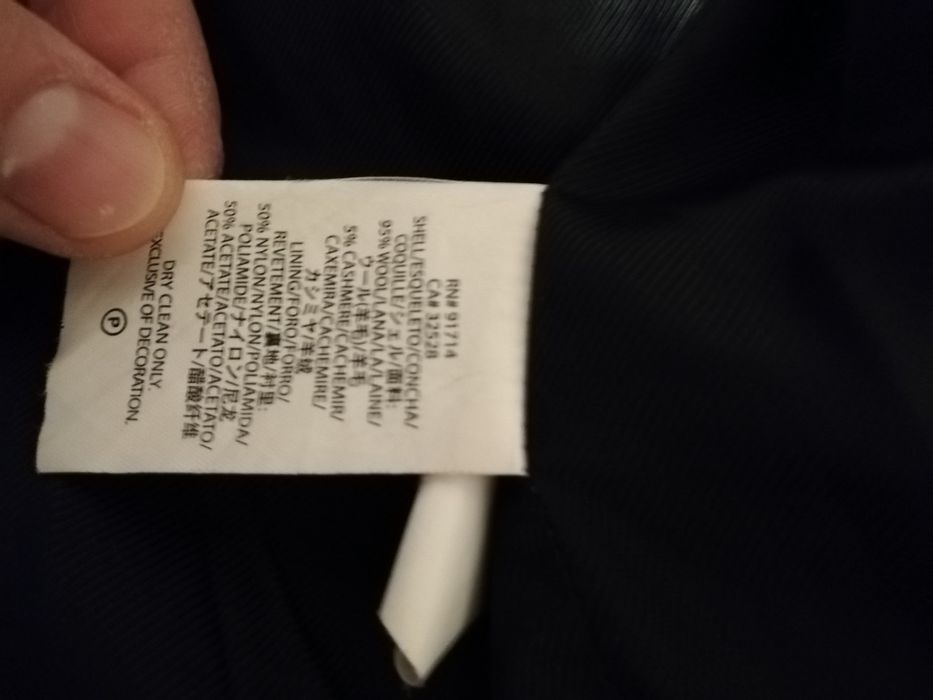 RN# 91714
CA# 32528
SHELL/ESQUELETO/CONCHA/
COQUILLE/シェル/面料:
95% WOOL/LANA/LA/LAINE/
ウール(羊毛)/羊毛
5% CASHMERE/CACHEMIR/
CAXEMIRA/CACHEMIRE/
カシミヤ/羊绒
LINING/FORO/FORRO/
REVETEMENT/裏地/衬里:
50% NYLON/NYLON/POLIAMIDA/
POLIAMIDE/ナイロン/尼龙
50% ACETATE/ACETATO/ACETATO/
ACETATE/アセテート/醋酸纤维
DRY CLEAN ONLY.
EXCLUSIVE OF DECORATION.
P